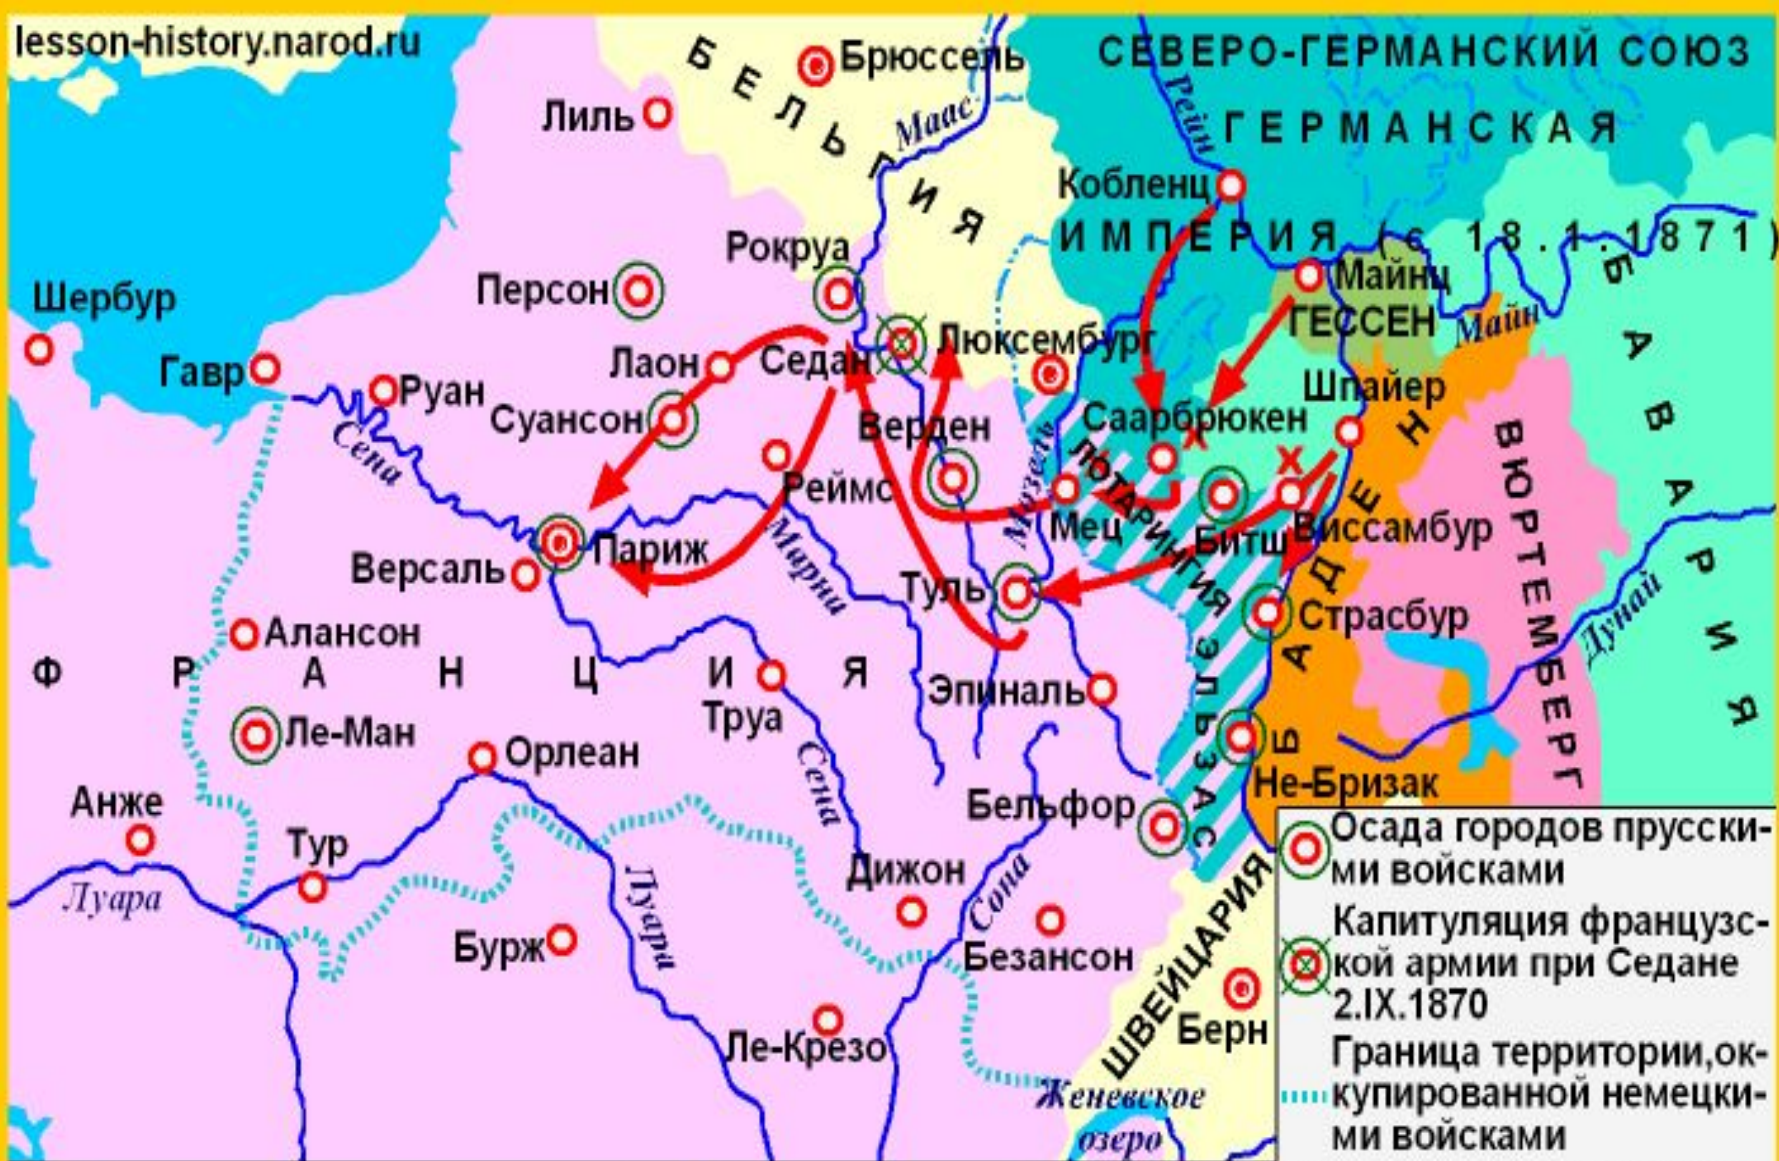 lesson-history.narod.ru
БЕЛЬГИЯ
Брюссель
СЕВЕРО-ГЕРМАНСКИЙ СОЮЗ
Лиль
Маас
Рейн
ГЕРМАНСКАЯ
Кобленц
ИМПЕРИЯ (с 18.1.1871)
Рокруа
Персон
Майнц
ГЕССЕН
Майн
БАВАРИЯ
Шербур
Гавр
Руан
Лаон
Седан
Люксембург
Шпайер
Суансон
Верден
Саарбрюкен
ВЮРТЕМБЕРГ
Сена
Реймс
Мозель
ЛОТАРИНГИЯ
Мец
Битш
Виссамбур
БАДЕН
Париж
Версаль
Марни
Туль
Страсбур
Дунай
Алансон
ФРАНЦИЯ
ЭЛЬЗАС
Эпиналь
Труа
Ле-Ман
Орлеан
Сена
Не-Бризак
Анже
Тур
Бельфор
Луара
Луара
Дижон
Сона
Бурж
Безансон
ШВЕЙЦАРИЯ
Берн
Ле-Крезо
Женевское
озеро
Осада городов прусски-
ми войсками
Капитуляция французс-
кой армии при Седане
2.IX.1870
Граница территории,ок-
купированной немецки-
ми войсками